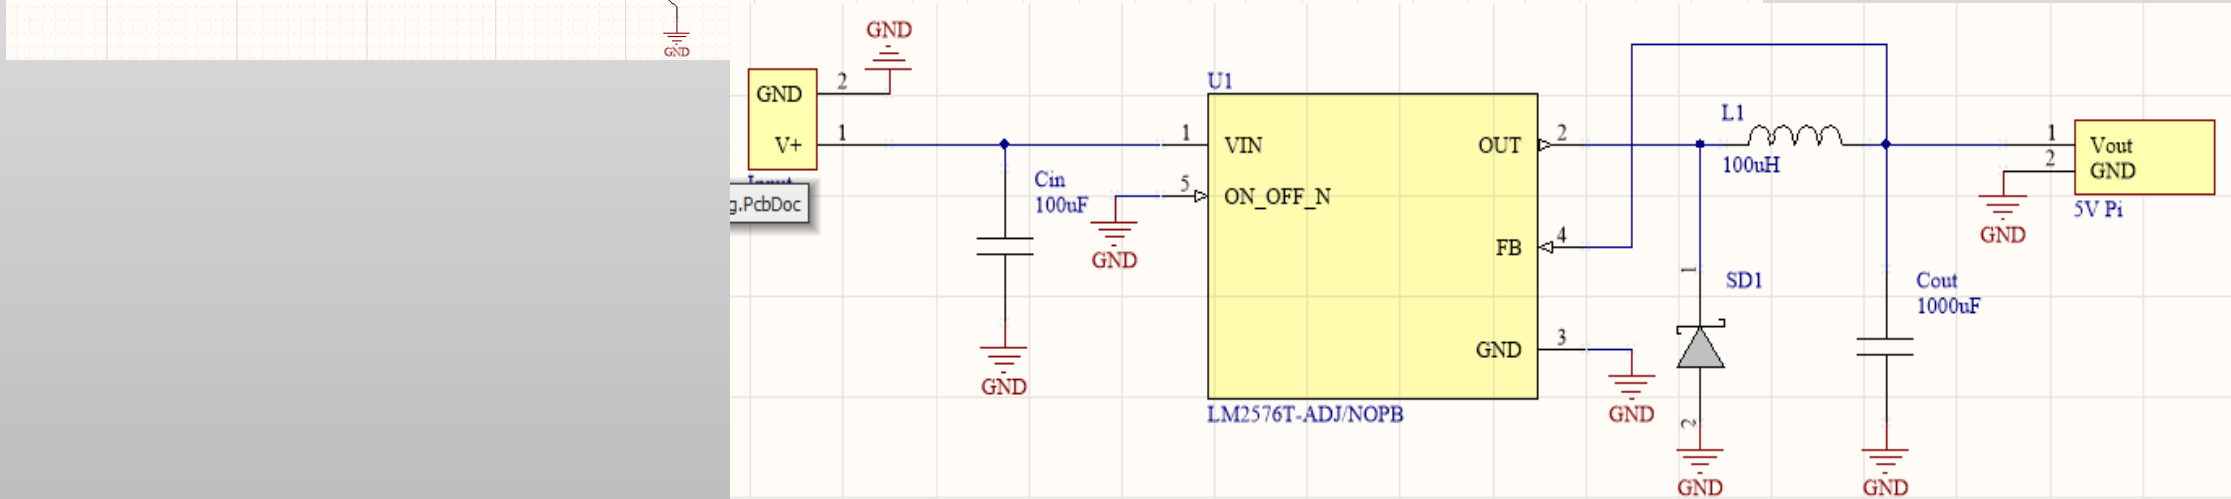 GND
GND
GND
2
V+
1
g.PcbDoc
Cin
100uF
GND
GND
U1
1
VIN
5
ON_OFF_N
OUT
2
FB
4
GND
3
LM2576T-ADJ/NOPB
GND
L1
100uH
1
SD1
2
GND
Cout
1000uF
GND
1
Vout
2
GND
5V Pi
GND